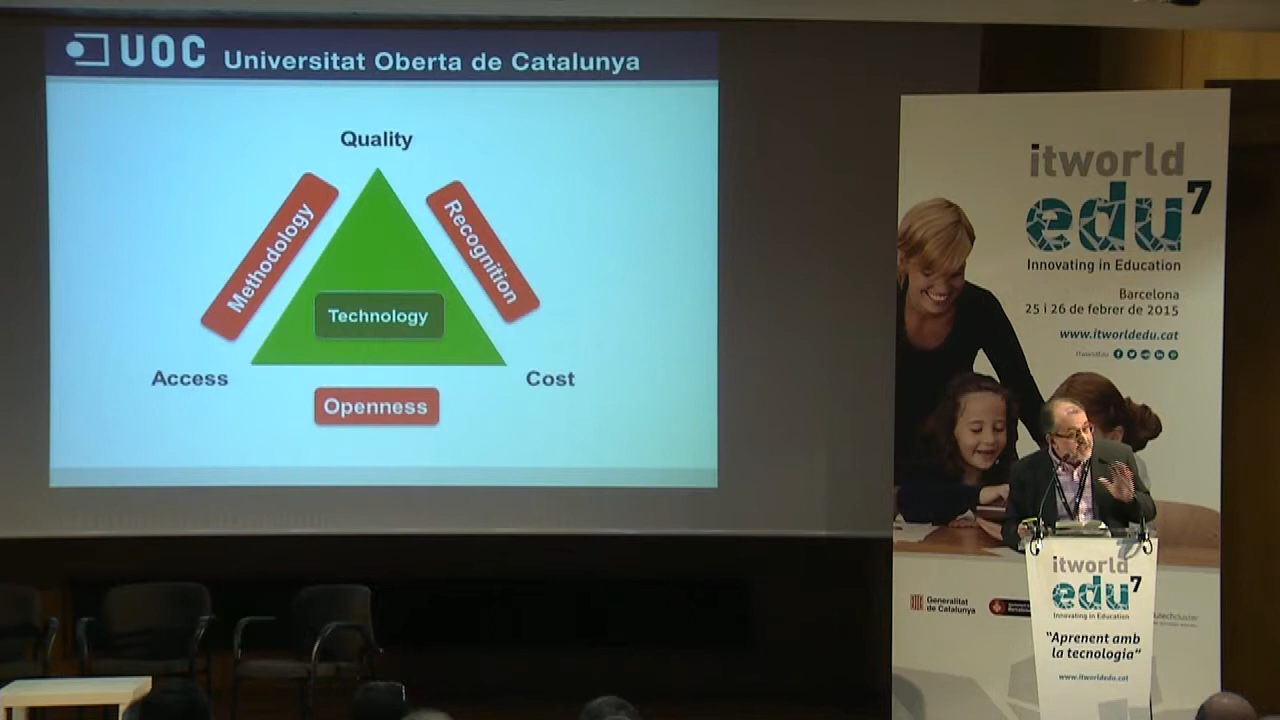 UOC Universitat Oberta de Catalunya
Quality
Methodology
Recognition
Technology
Access
Cost
Openness
itworld
edu7
Innovating in Education
Barcelona
25 i 26 de febrer de 2015
www.itworldedu.cat
Generalitat
de Catalunya
itworld
edu7
Innovating in Education
"Aprenent amb
la tecnologia"
www.itworldedu.cat